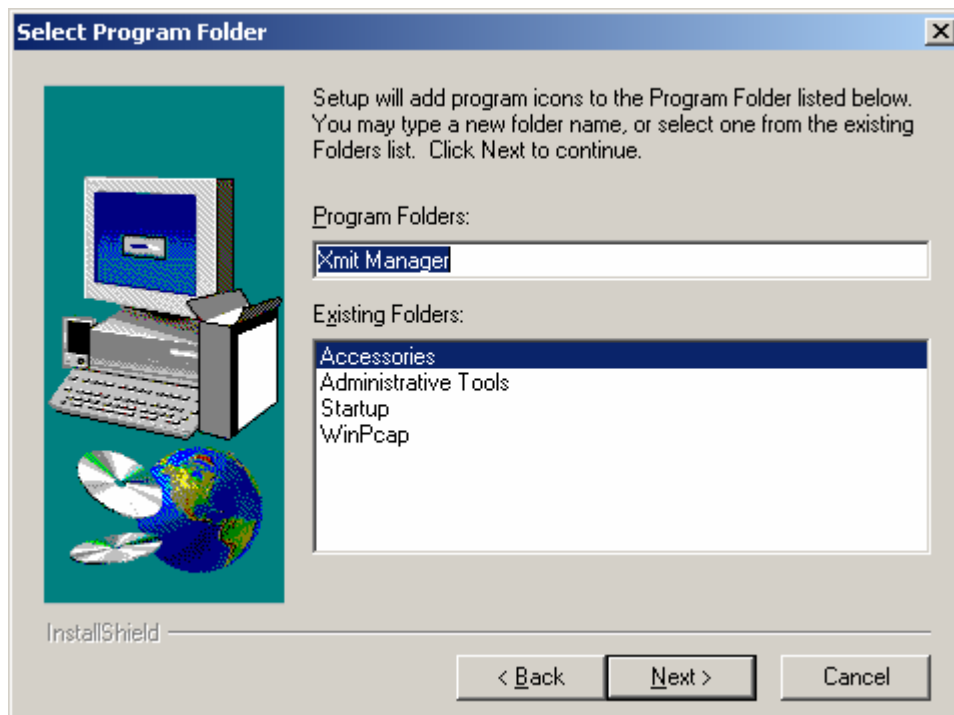 Select Program Folder
Setup will add program icons to the Program Folder listed below.
You may type a new folder name, or select one from the existing
Folders list.  Click Next to continue.
Program Folders:
Xmit Manager
Existing Folders:
Accessories
Administrative Tools
Startup
WinPcap
InstallShield
< Back
Next >
Cancel